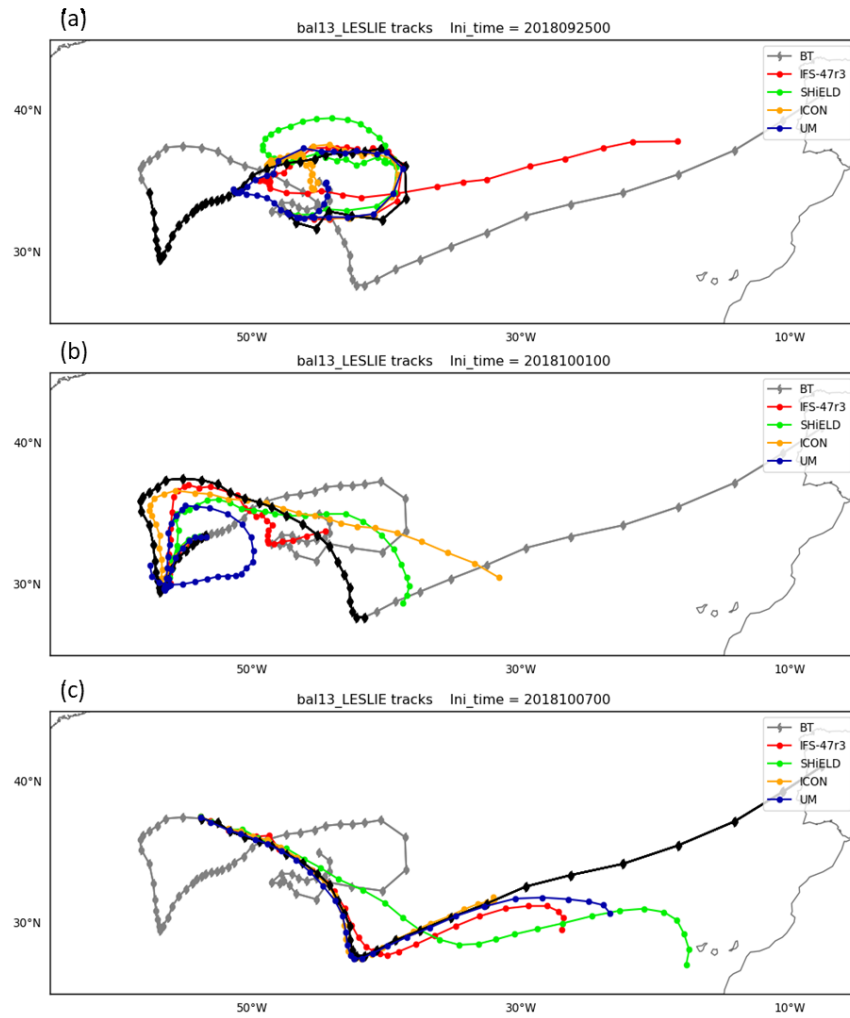 (a)
bal13_LESLIE tracks Ini_time = 2018092500
BT
IFS-47r3
SHiELD
ICON
UM
40°N
30°N
50°W
30°W
10°W
(b)
bal13_LESLIE tracks Ini_time = 2018100100
BT
IFS-47r3
SHiELD
ICON
UM
40°N
30°N
50°W
30°W
10°W
(c)
bal13_LESLIE tracks Ini_time = 2018100700
BT
IFS-47r3
SHiELD
ICON
UM
40°N
30°N
50°W
30°W
10°W